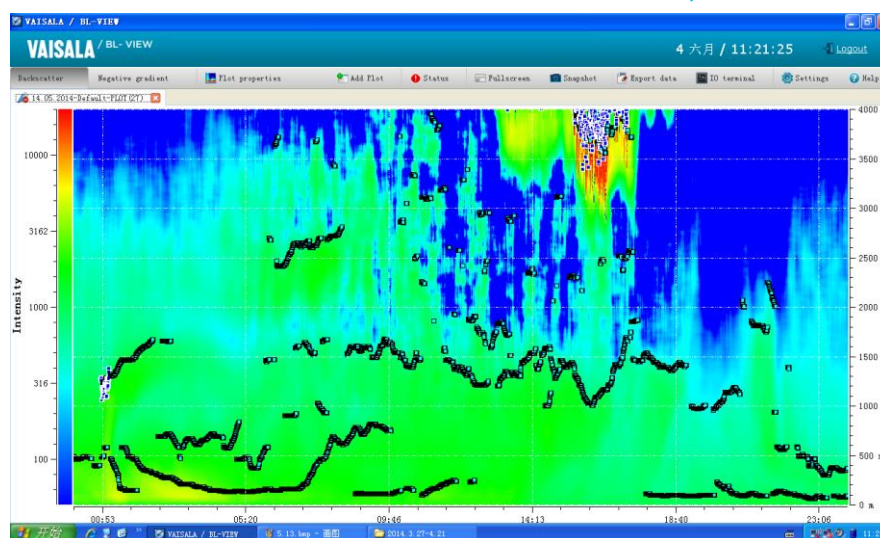 VAISALA / BL-VIEW
VAISALA / BL- VIEW
4 六月 / 11:21:25
Logout
Backscatter Negative gradient Plot properties Add Plot Status Fullscreen Snapshot Export data IO terminal Settings Help
14.05.2014-Default-PLOT(27)
4000
10000
3500
3162
3000
2500
Intensity
1000
2000
1500
316
1000
100
500
0 m
00:53 05:20 09:46 14:13 18:40 23:06
开始 VAISALA / BL-VIEW 5.13.bmp - 画图 2014.3.27-4.21